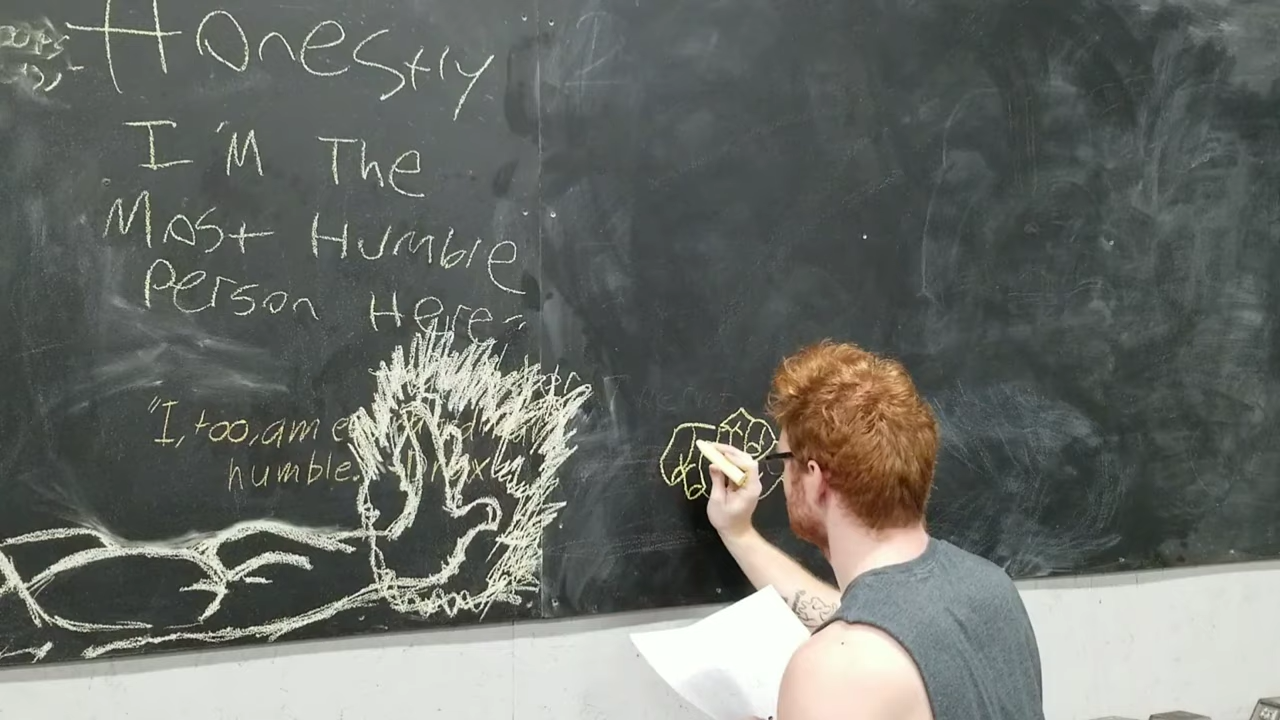 Honestly
I'm The
Most Humble
Person Here-
"I, too, am
humble.